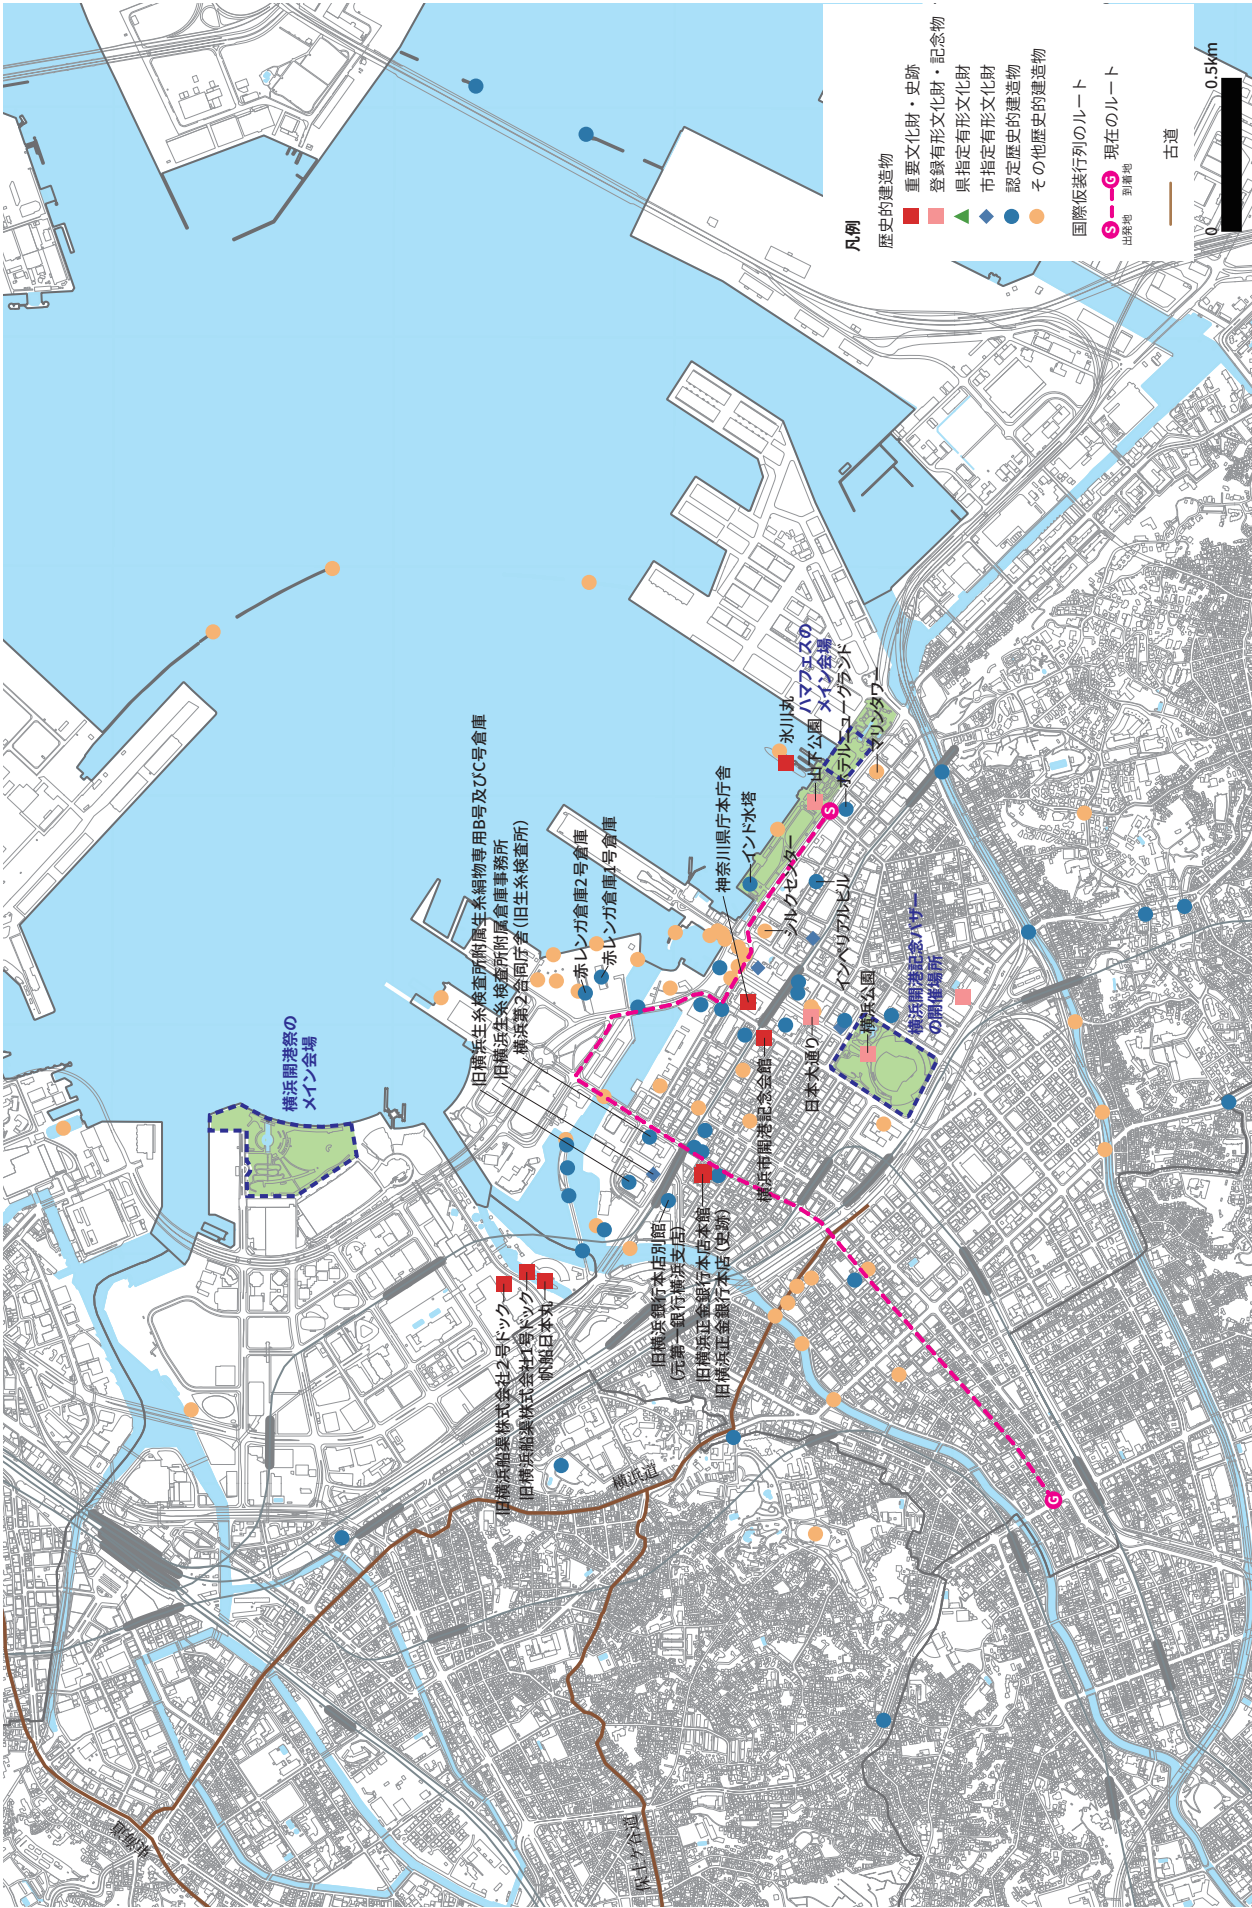 凡例
歴史的建造物
重要文化財・史跡
登録有形文化財・記念物
県指定有形文化財
市指定有形文化財
認定歴史的建造物
その他歴史的建造物
国際仮装行列のルート
S
G
現在のルート
出発地
到着地
古道
0
0.5km
横浜開港祭の
メイン会場
旧横浜生糸検査所附属生糸絹物専用B号及びC号倉庫
旧横浜生糸検査所附属倉庫事務所
横浜第2合同庁舎(旧生糸検査所)
赤レンガ倉庫2号倉庫
赤レンガ倉庫1号倉庫
神奈川県庁本庁舎
インド水塔
氷川丸
ハマフェスの
メイン会場
山下公園
ホテルニューグランド
マリンタワー
シルクセンター
インペリアルビル
横浜公園
横浜開港記念バザー
の開催場所
日本大通り
横浜市開港記念会館
旧横浜船渠株式会社2号ドック
旧横浜船渠株式会社1号ドック
帆船日本丸
旧横浜銀行本店別館
(元第一銀行横浜支店)
旧横浜正金銀行本店本館
旧横浜正金銀行本店(史跡)
横浜道
東海道
保土ケ谷道
S
G